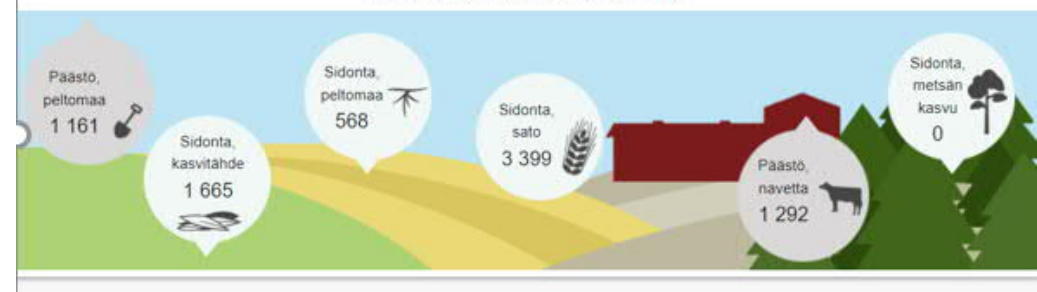 Päästö,
peltomaa
1 161
Sidonta,
kasvitähde
1 665
Sidonta,
peltomaa
568
Sidonta,
sato
3 399
Päästö,
navetta
1 292
Sidonta,
metsän
kasvu
0